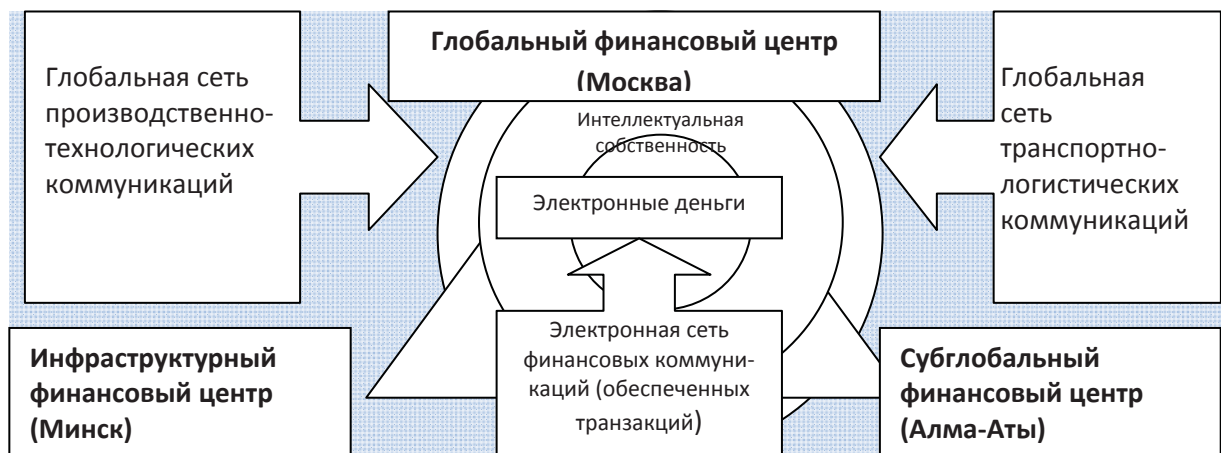 Глобальный финансовый центр
(Москва)
Глобальная сеть
производственно-
технологических
коммуникаций
Глобальная
сеть
транспортно-
логистических
коммуникаций
Интеллектуальная
собственность
Электронные деньги
Электронная сеть
финансовых коммуни-
каций (обеспеченных
транзакций)
Инфраструктурный
финансовый центр
(Минск)
Субглобальный
финансовый центр
(Алма-Аты)